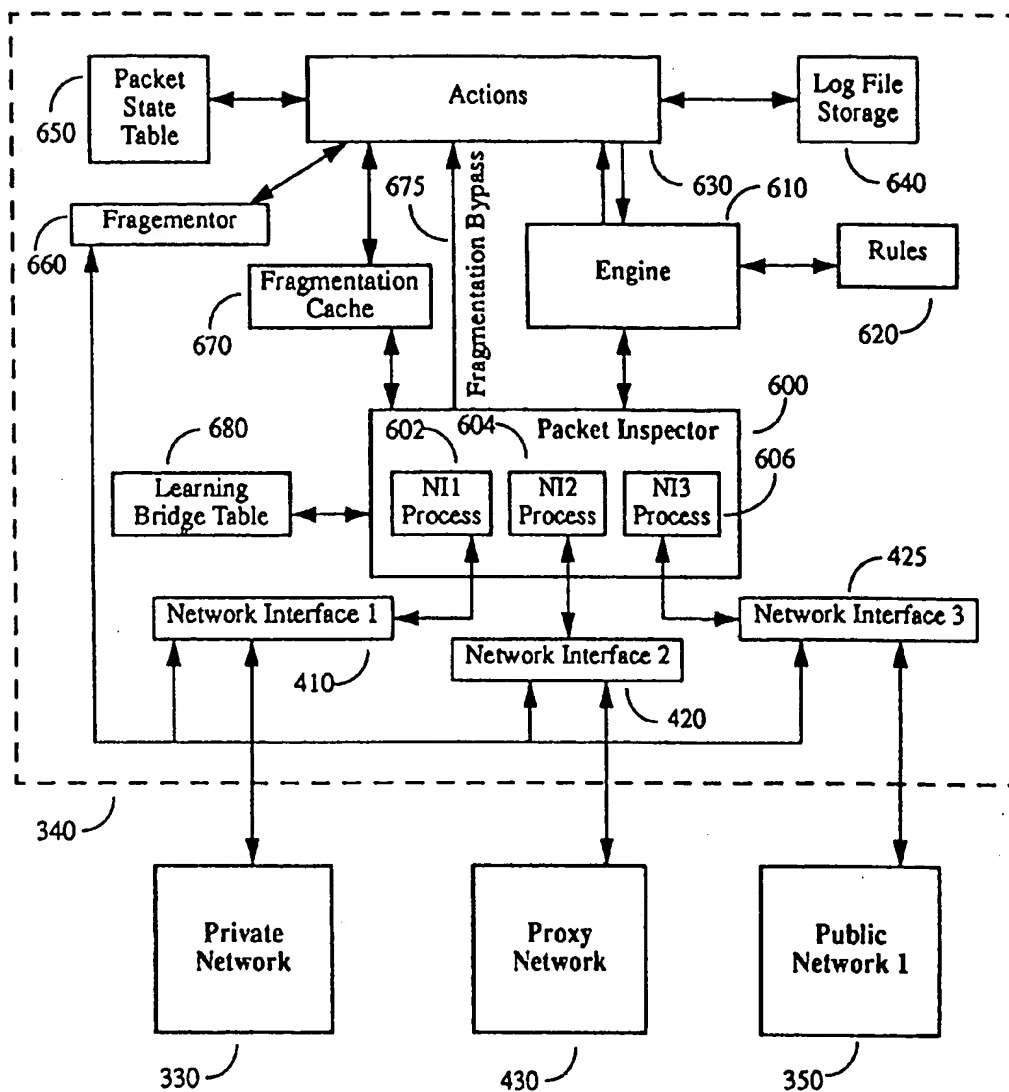 Packet
State
Table
650
Actions
Log File
Storage
640
630
610
675
Fragmentation Bypass
Fragementor
660
Fragmentation
Cache
670
Engine
Rules
620
600
602
604
Packet Inspector
606
680
Learning
Bridge Table
NI1
Process
NI2
Process
NI3
Process
425
Network Interface 1
410
Network Interface 2
420
Network Interface 3
340
Private
Network
330
Proxy
Network
430
Public
Network 1
350